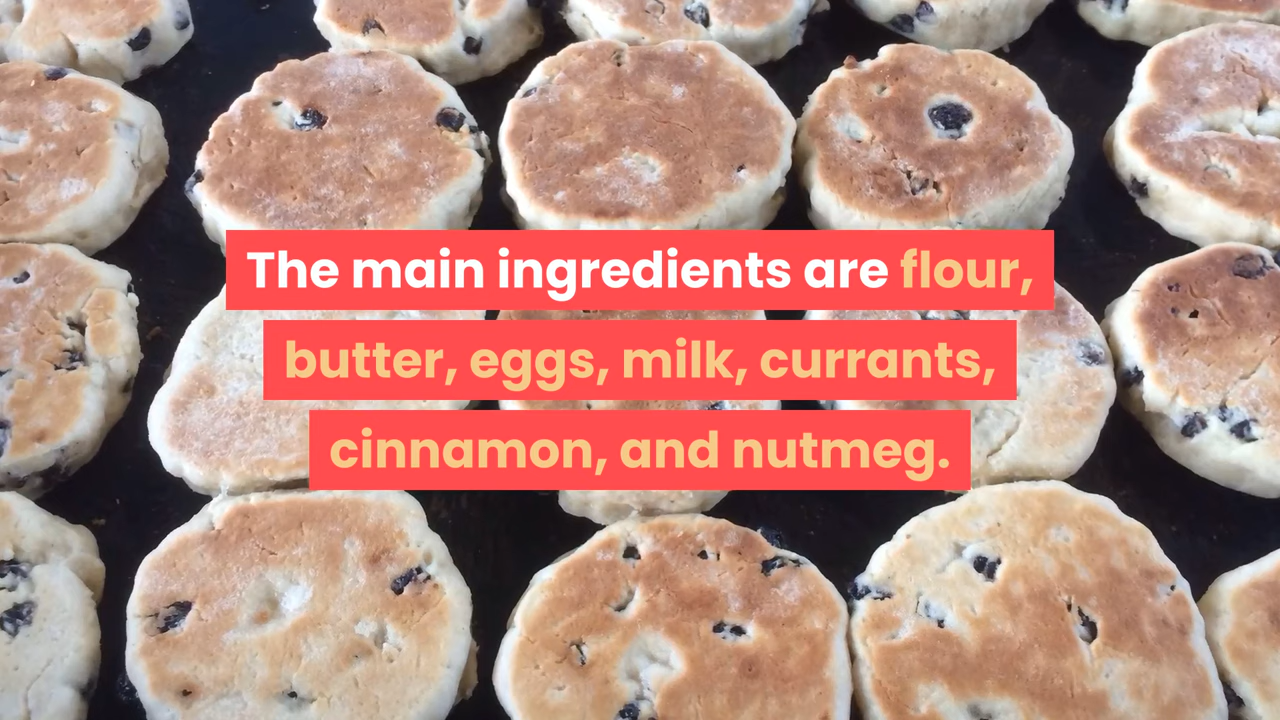 The main ingredients are flour,
butter, eggs, milk, currants,
cinnamon, and nutmeg.